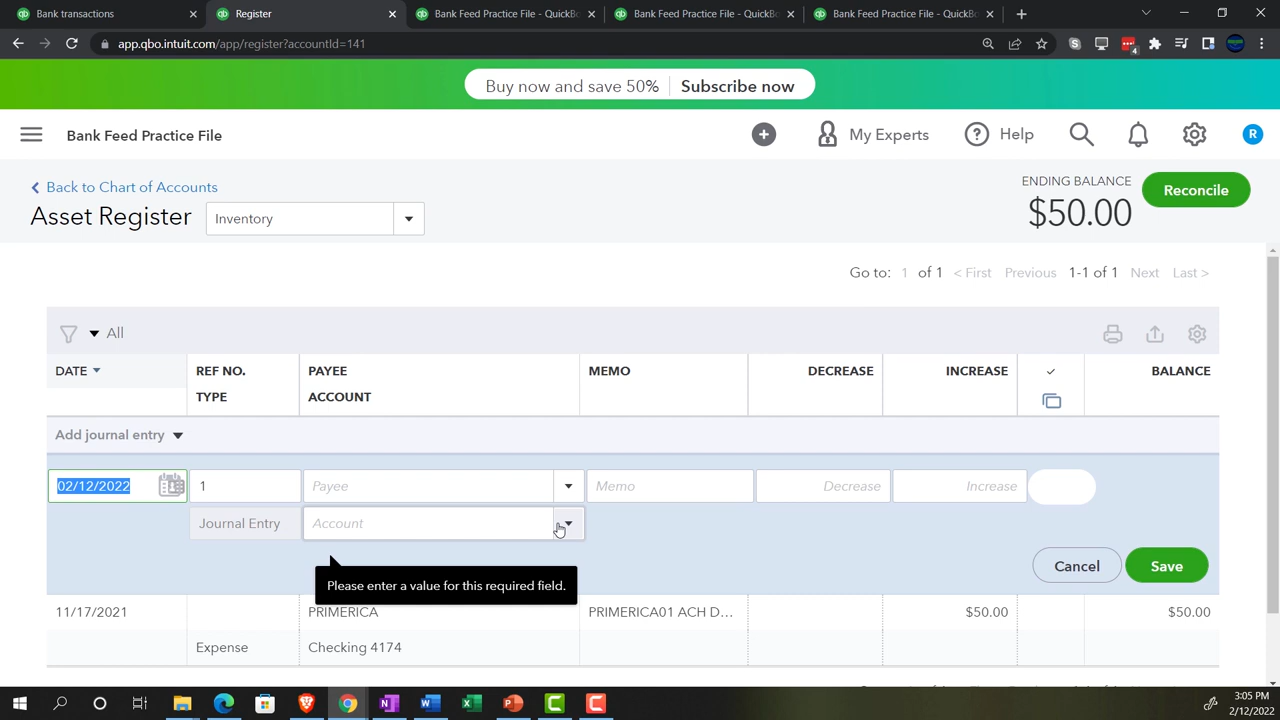 Bank transactions
Register
Bank Feed Practice File - QuickBo
Bank Feed Practice File - QuickBo
Bank Feed Practice File - QuickBo
app.qbo.intuit.com/app/register?accountId=141
4
Buy now and save 50% Subscribe now
Bank Feed Practice File
My Experts
Help
R
Back to Chart of Accounts
Asset Register
Inventory
ENDING BALANCE
$50.00
Reconcile
Go to: 1 of 1 < First Previous 1-1 of 1 Next Last >
All
DATE REF NO. PAYEE MEMO DECREASE INCREASE ✓ BALANCE
TYPE ACCOUNT
Add journal entry
02/12/2022 1 Payee Memo Decrease Increase
Journal Entry Account
Please enter a value for this required field.
Cancel Save
11/17/2021 PRIMERICA PRIMERICA01 ACH D... $50.00 $50.00
Expense Checking 4174
3:05 PM
2/12/2022